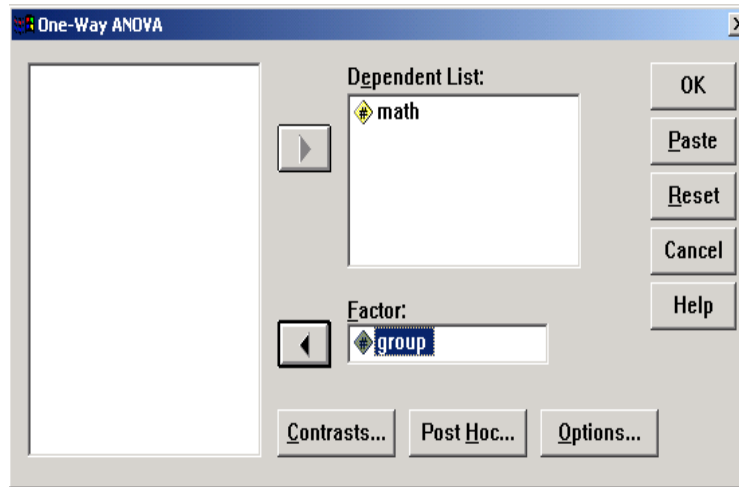 One-Way ANOVA
X
Dependent List:
# math
OK
Paste
Reset
Cancel
Help
Factor:
# group
Contrasts...
Post Hoc...
Options...